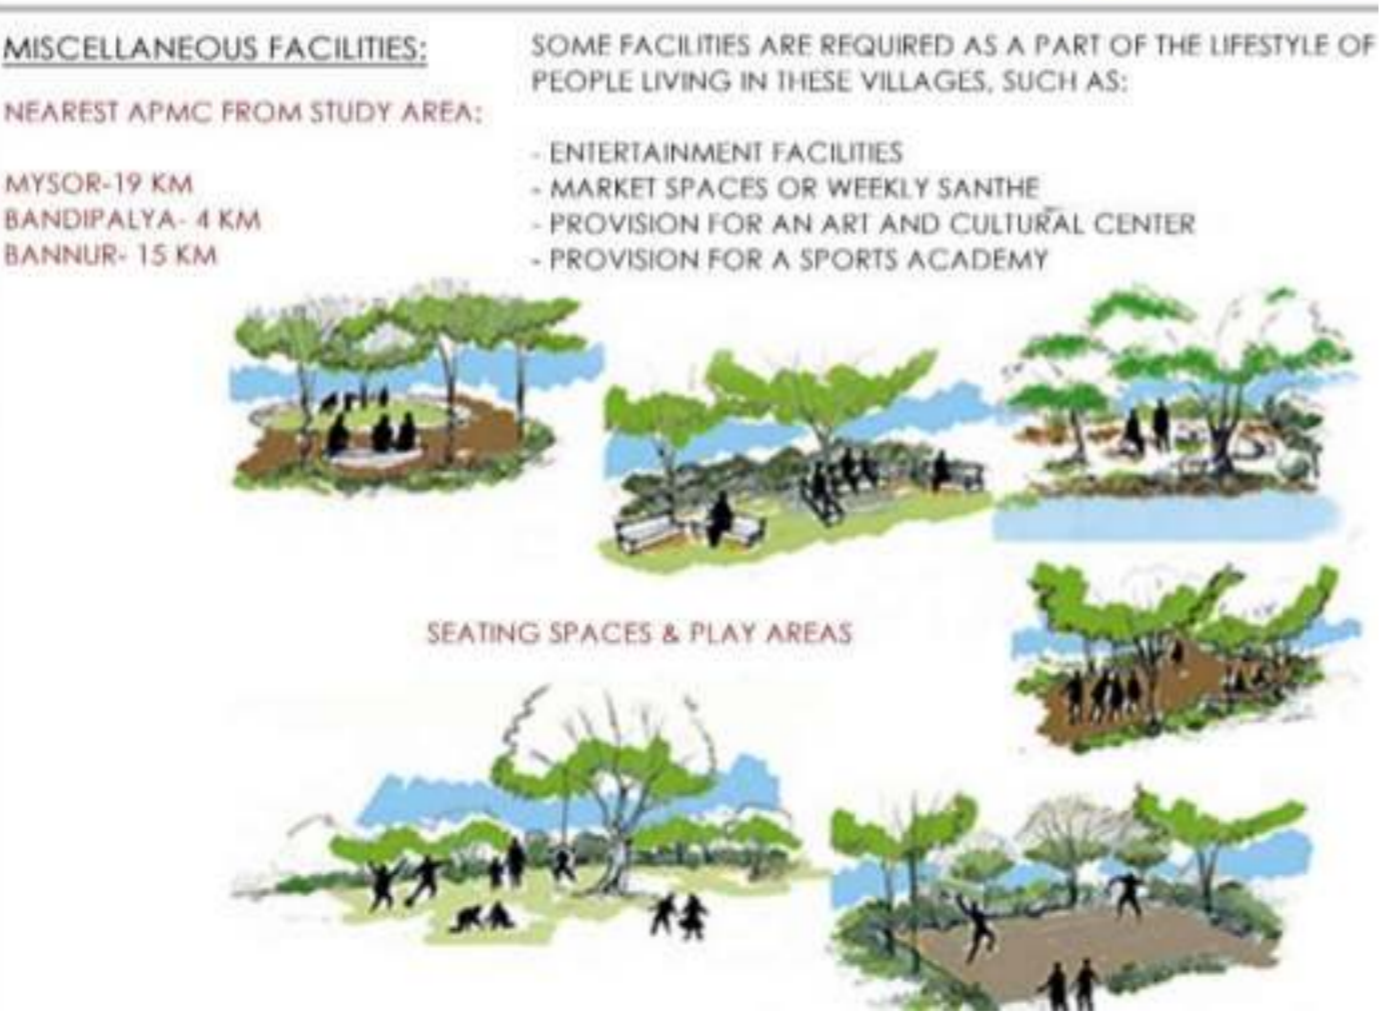 MISCELLANEOUS FACILITIES:
NEAREST APMC FROM STUDY AREA:
MYSOR-19 KM
BANDIPALYA- 4 KM
BANNUR- 15 KM
SOME FACILITIES ARE REQUIRED AS A PART OF THE LIFESTYLE OF
PEOPLE LIVING IN THESE VILLAGES, SUCH AS:
- ENTERTAINMENT FACILITIES
- MARKET SPACES OR WEEKLY SANTHE
- PROVISION FOR AN ART AND CULTURAL CENTER
- PROVISION FOR A SPORTS ACADEMY
SEATING SPACES & PLAY AREAS